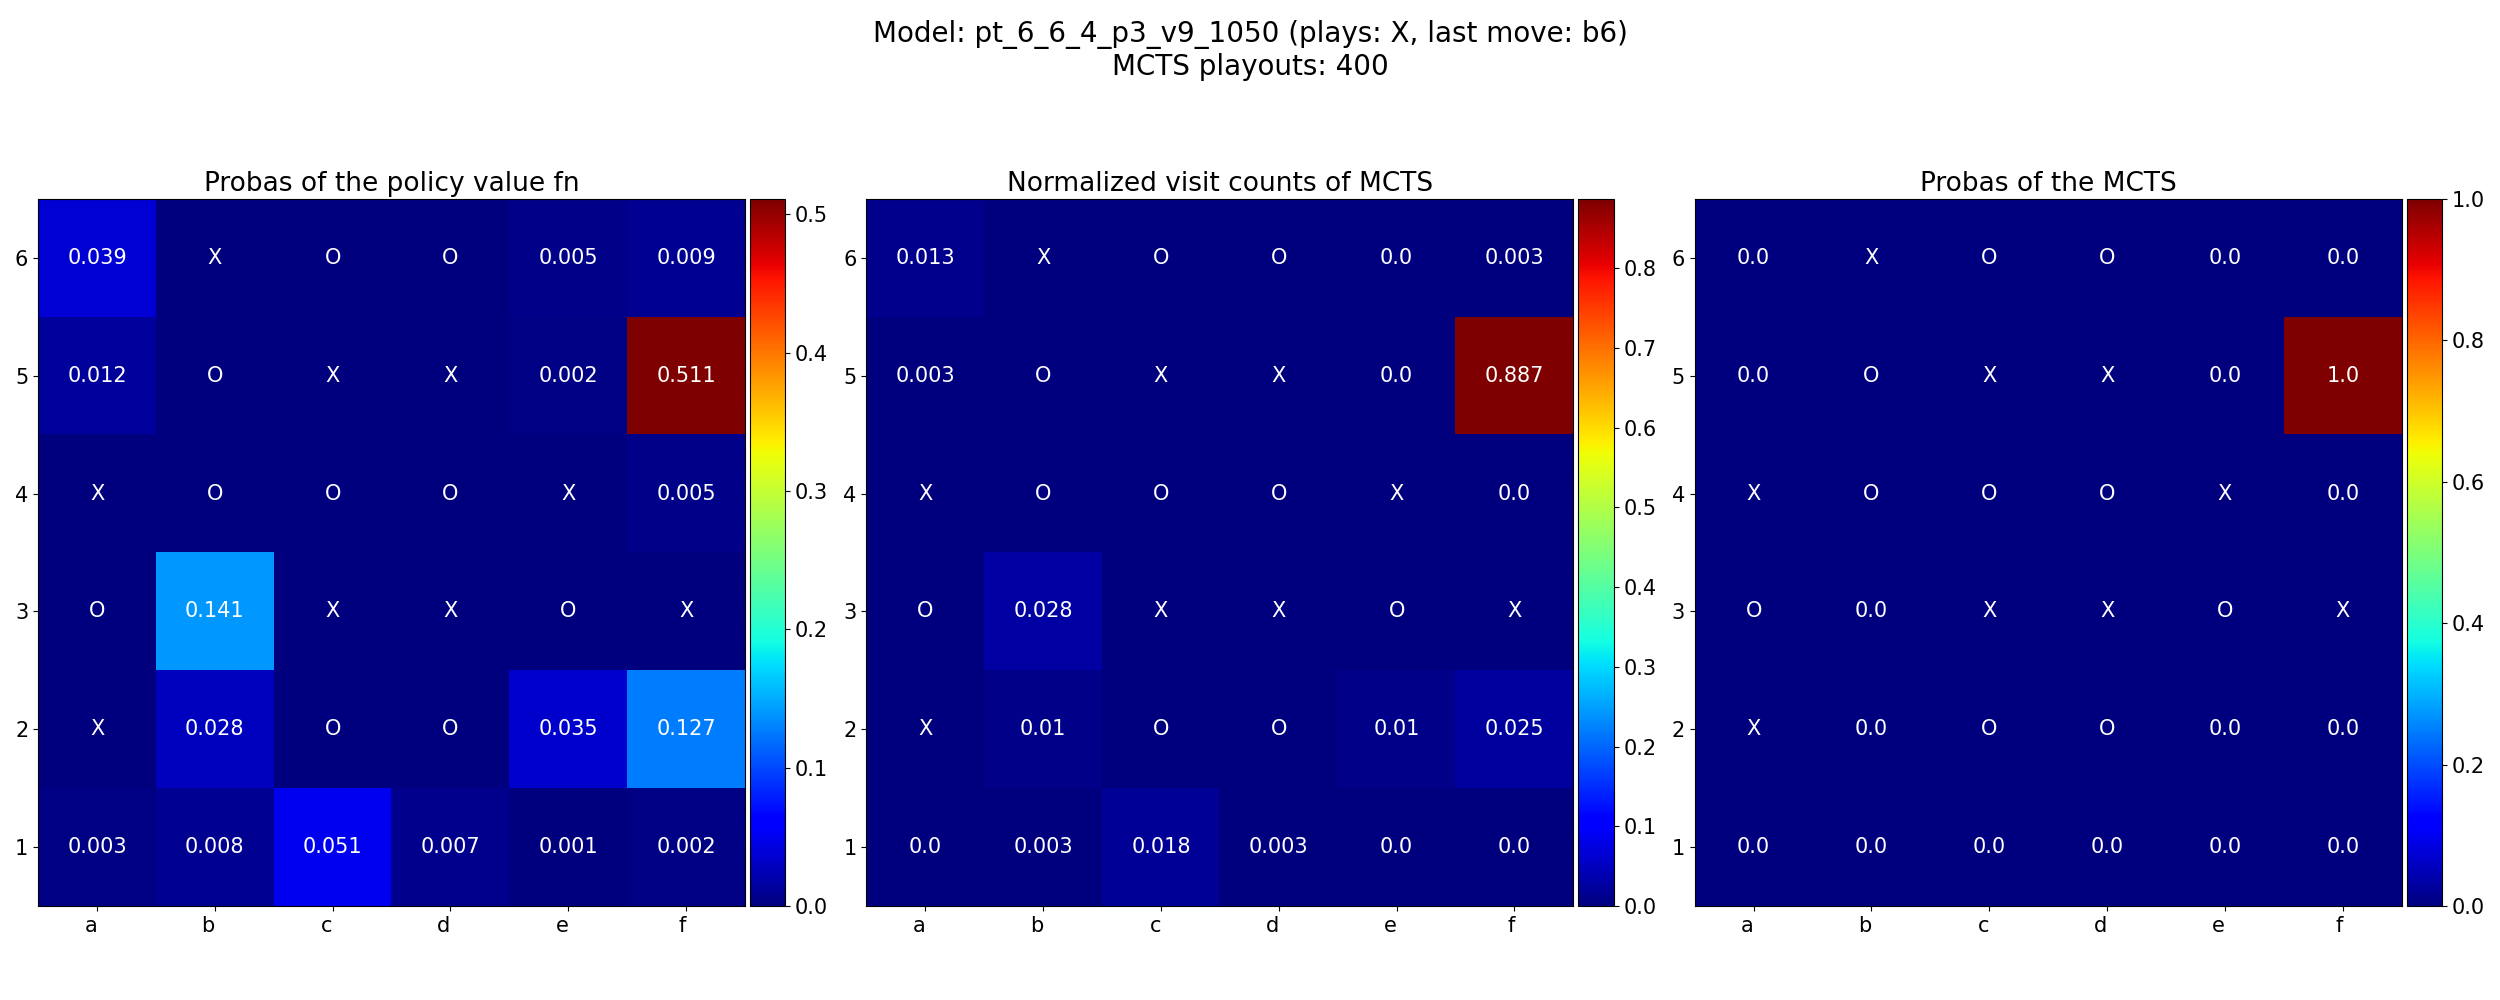 Model: pt_6_6_4_p3_v9_1050 (plays: X, last move: b6)
MCTS playouts: 400
Probas of the policy value fn
6 0.039 X O O 0.005 0.009
5 0.012 O X X 0.002 0.511
4 X O O O X 0.005
3 O 0.141 X X O X
2 X 0.028 O O 0.035 0.127
1 0.003 0.008 0.051 0.007 0.001 0.002
a b c d e f
0.5
0.4
0.3
0.2
0.1
0.0
Normalized visit counts of MCTS
6 0.013 X O O 0.0 0.003
5 0.003 O X X 0.0 0.887
4 X O O O X 0.0
3 O 0.028 X X O X
2 X 0.01 O O 0.01 0.025
1 0.0 0.003 0.018 0.003 0.0 0.0
a b c d e f
0.8
0.7
0.6
0.5
0.4
0.3
0.2
0.1
0.0
Probas of the MCTS
6 0.0 X O O 0.0 0.0
5 0.0 O X X 0.0 1.0
4 X O O O X 0.0
3 O 0.0 X X O X
2 X 0.0 O O 0.0 0.0
1 0.0 0.0 0.0 0.0 0.0 0.0
a b c d e f
1.0
0.8
0.6
0.4
0.2
0.0